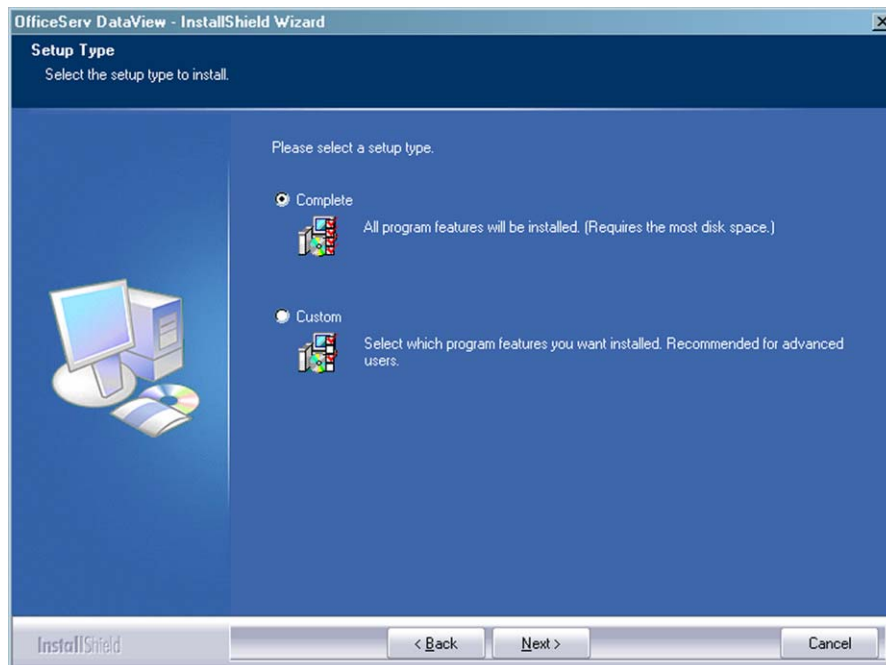 OfficeServ DataView - InstallShield Wizard
Setup Type
Select the setup type to install.
Please select a setup type.
Complete
All program features will be installed. (Requires the most disk space.)
Custom
Select which program features you want installed. Recommended for advanced
users.
InstallShield
< Back
Next >
Cancel